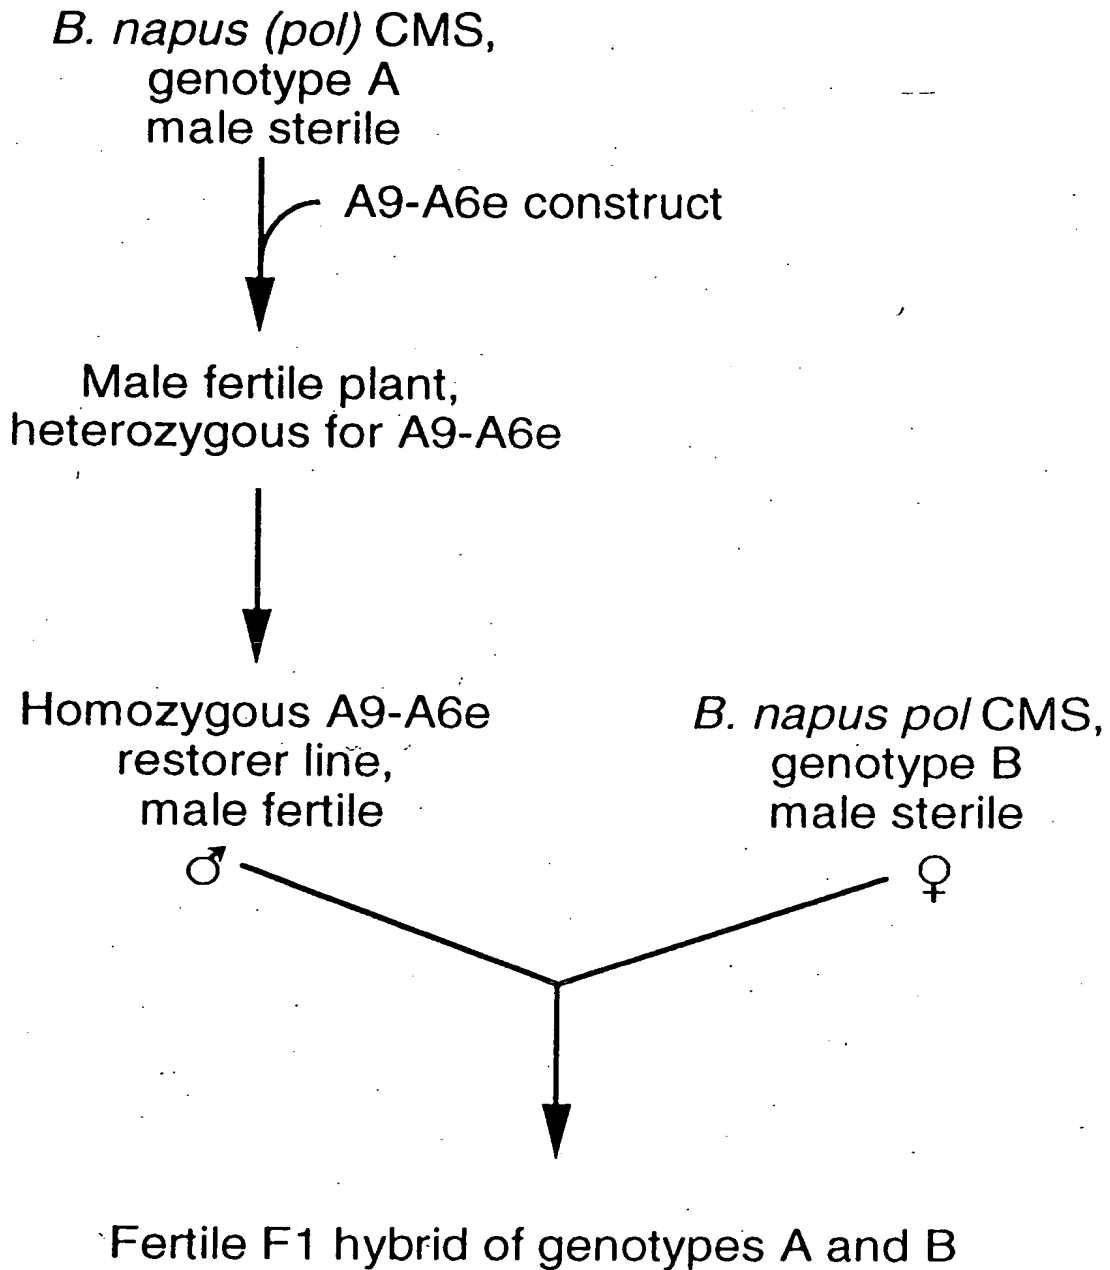 B. napus (pol) CMS,
genotype A
male sterile
A9-A6e construct
Male fertile plant,
heterozygous for A9-A6e
Homozygous A9-A6e
restorer line,
male fertile
♂
B. napus pol CMS,
genotype B
male sterile
♀
Fertile F1 hybrid of genotypes A and B